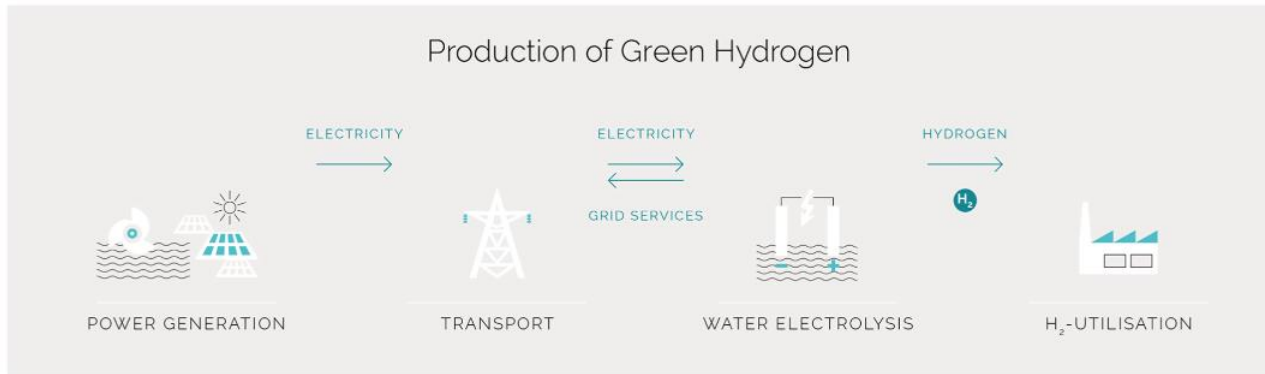 Production of Green Hydrogen
ELECTRICITY
ELECTRICITY
HYDROGEN
GRID SERVICES
H₂
- +
POWER GENERATION
TRANSPORT
WATER ELECTROLYSIS
H₂-UTILISATION